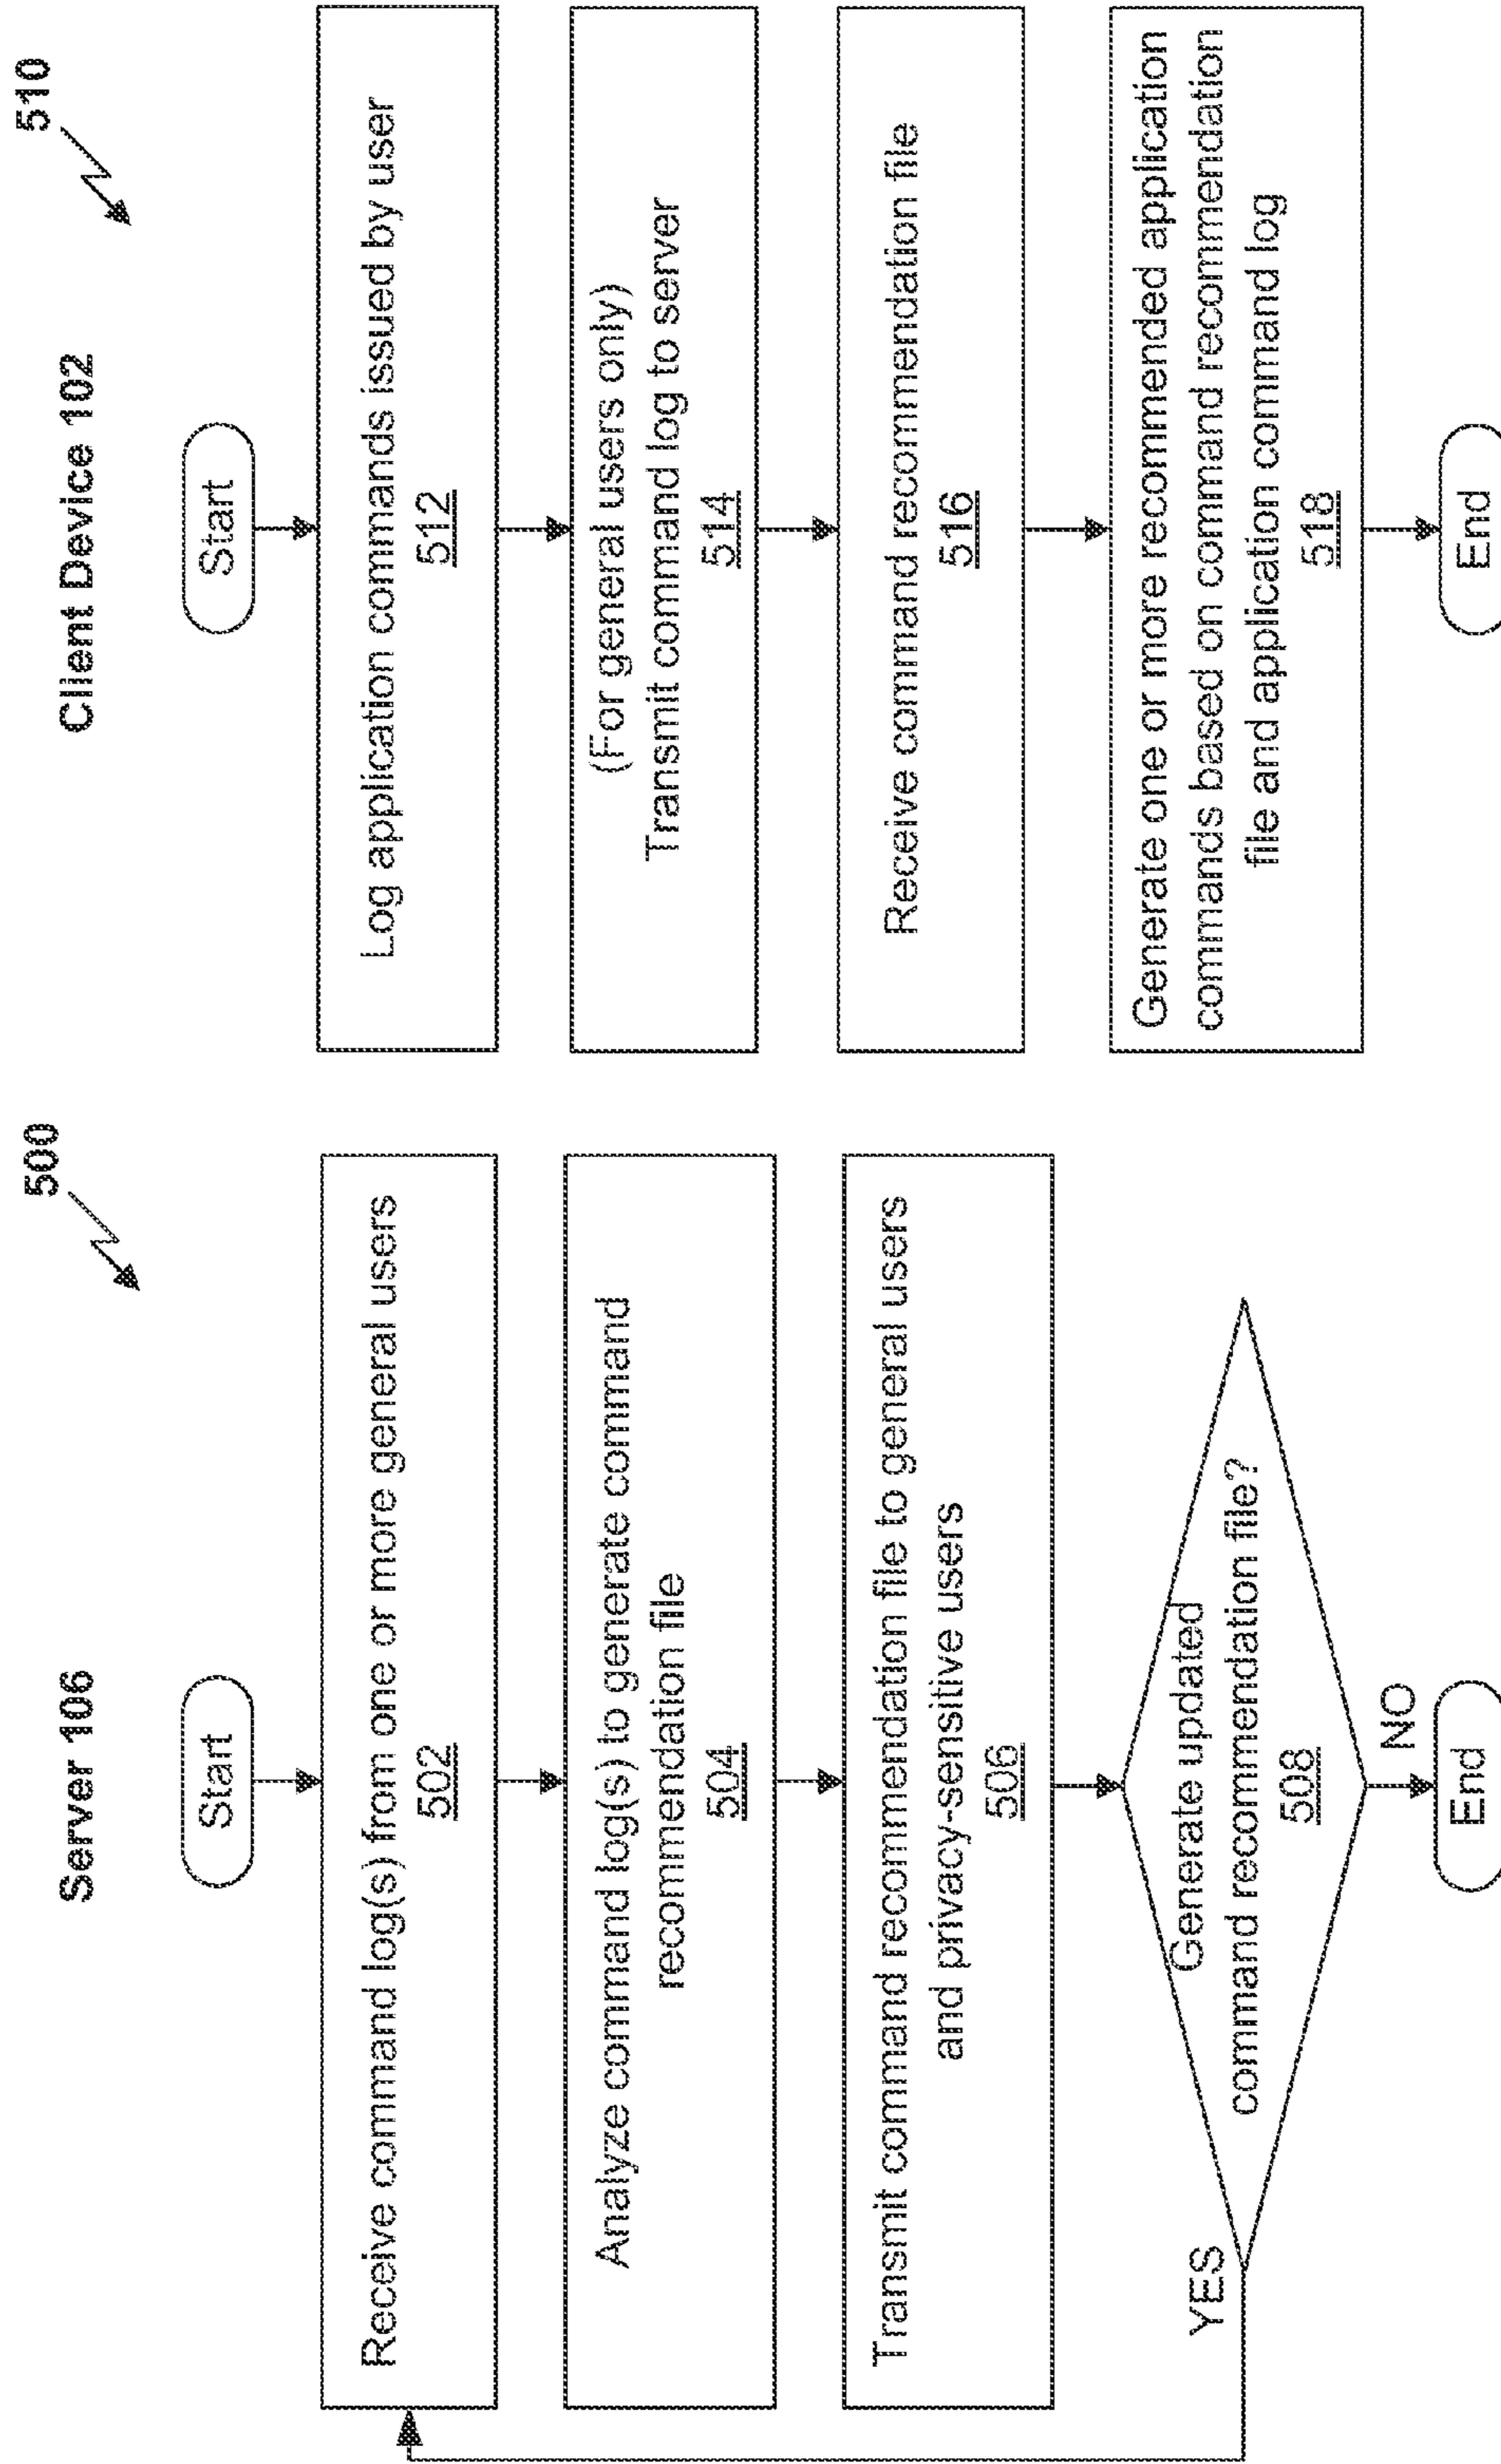 Server 106
500
Start
Receive command log(s) from one or more general users
502
Analyze command log(s) to generate command
recommendation file
504
Transmit command recommendation file to general users
and privacy-sensitive users
506
Generate updated
command recommendation file?
508
YES
NO
End
Client Device 102
510
Start
Log application commands issued by user
512
(For general users only)
Transmit command log to server
514
Receive command recommendation file
516
Generate one or more recommended application
commands based on command recommendation
file and application command log
518
End